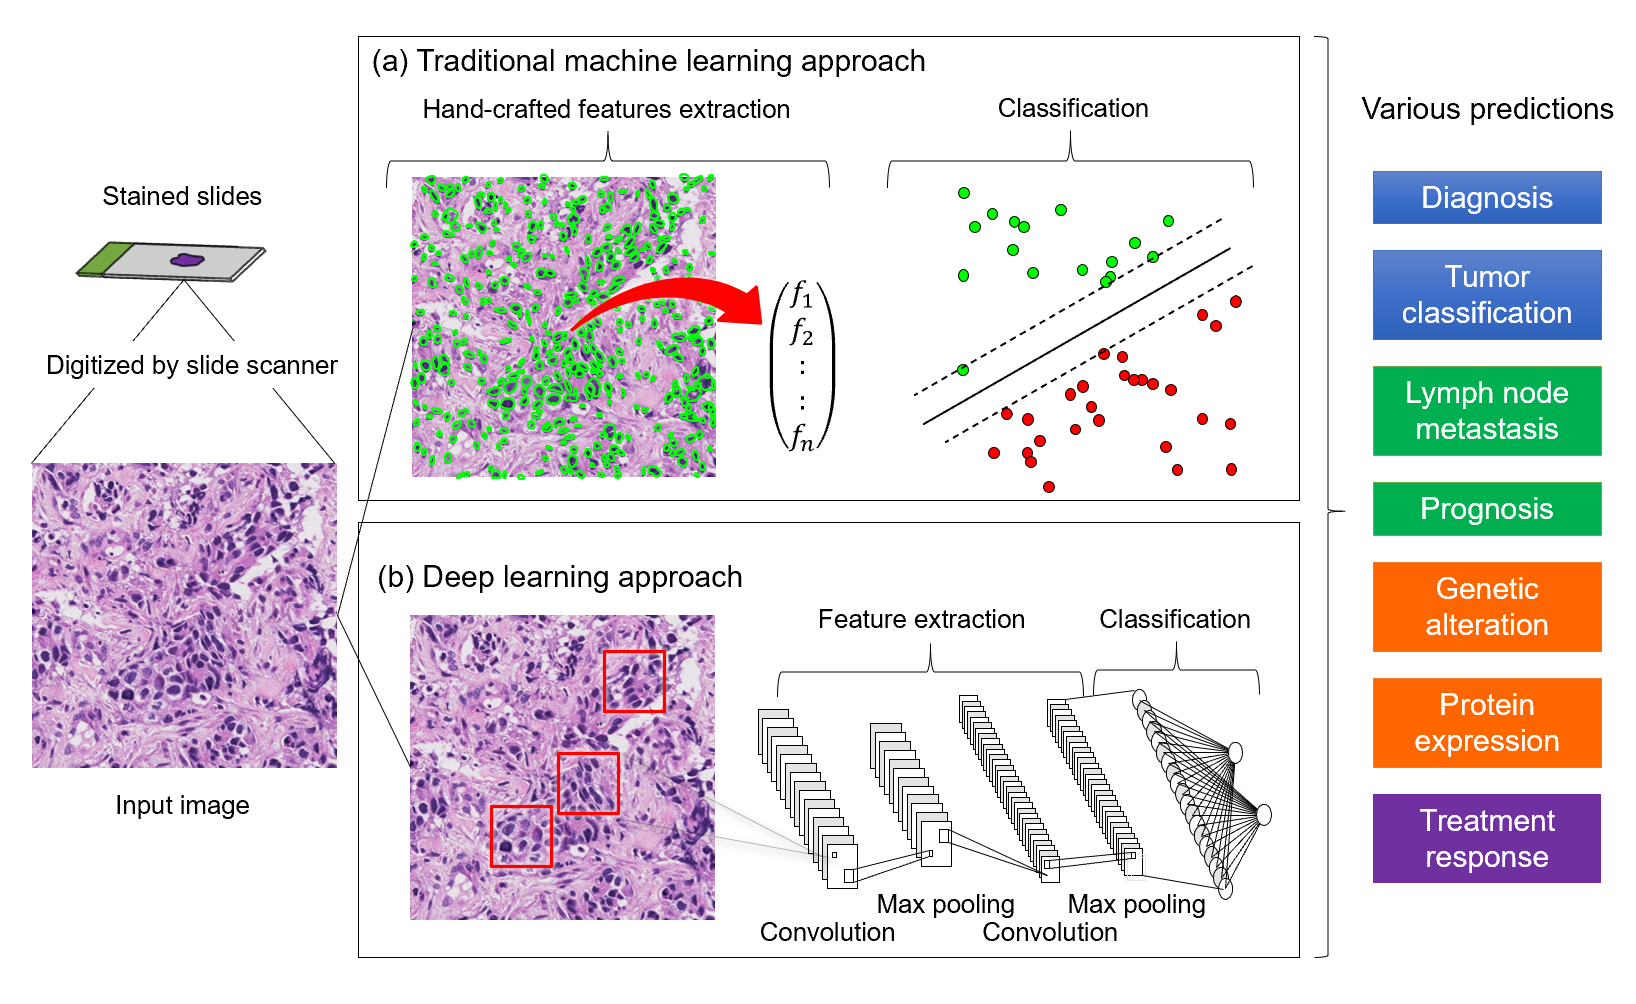 Stained slides
Digitized by slide scanner
Input image
(a) Traditional machine learning approach
Hand-crafted features extraction
Classification
f1
f2
:
:
fn
(b) Deep learning approach
Feature extraction
Classification
Max pooling
Max pooling
Convolution
Convolution
Various predictions
Diagnosis
Tumor
classification
Lymph node
metastasis
Prognosis
Genetic
alteration
Protein
expression
Treatment
response